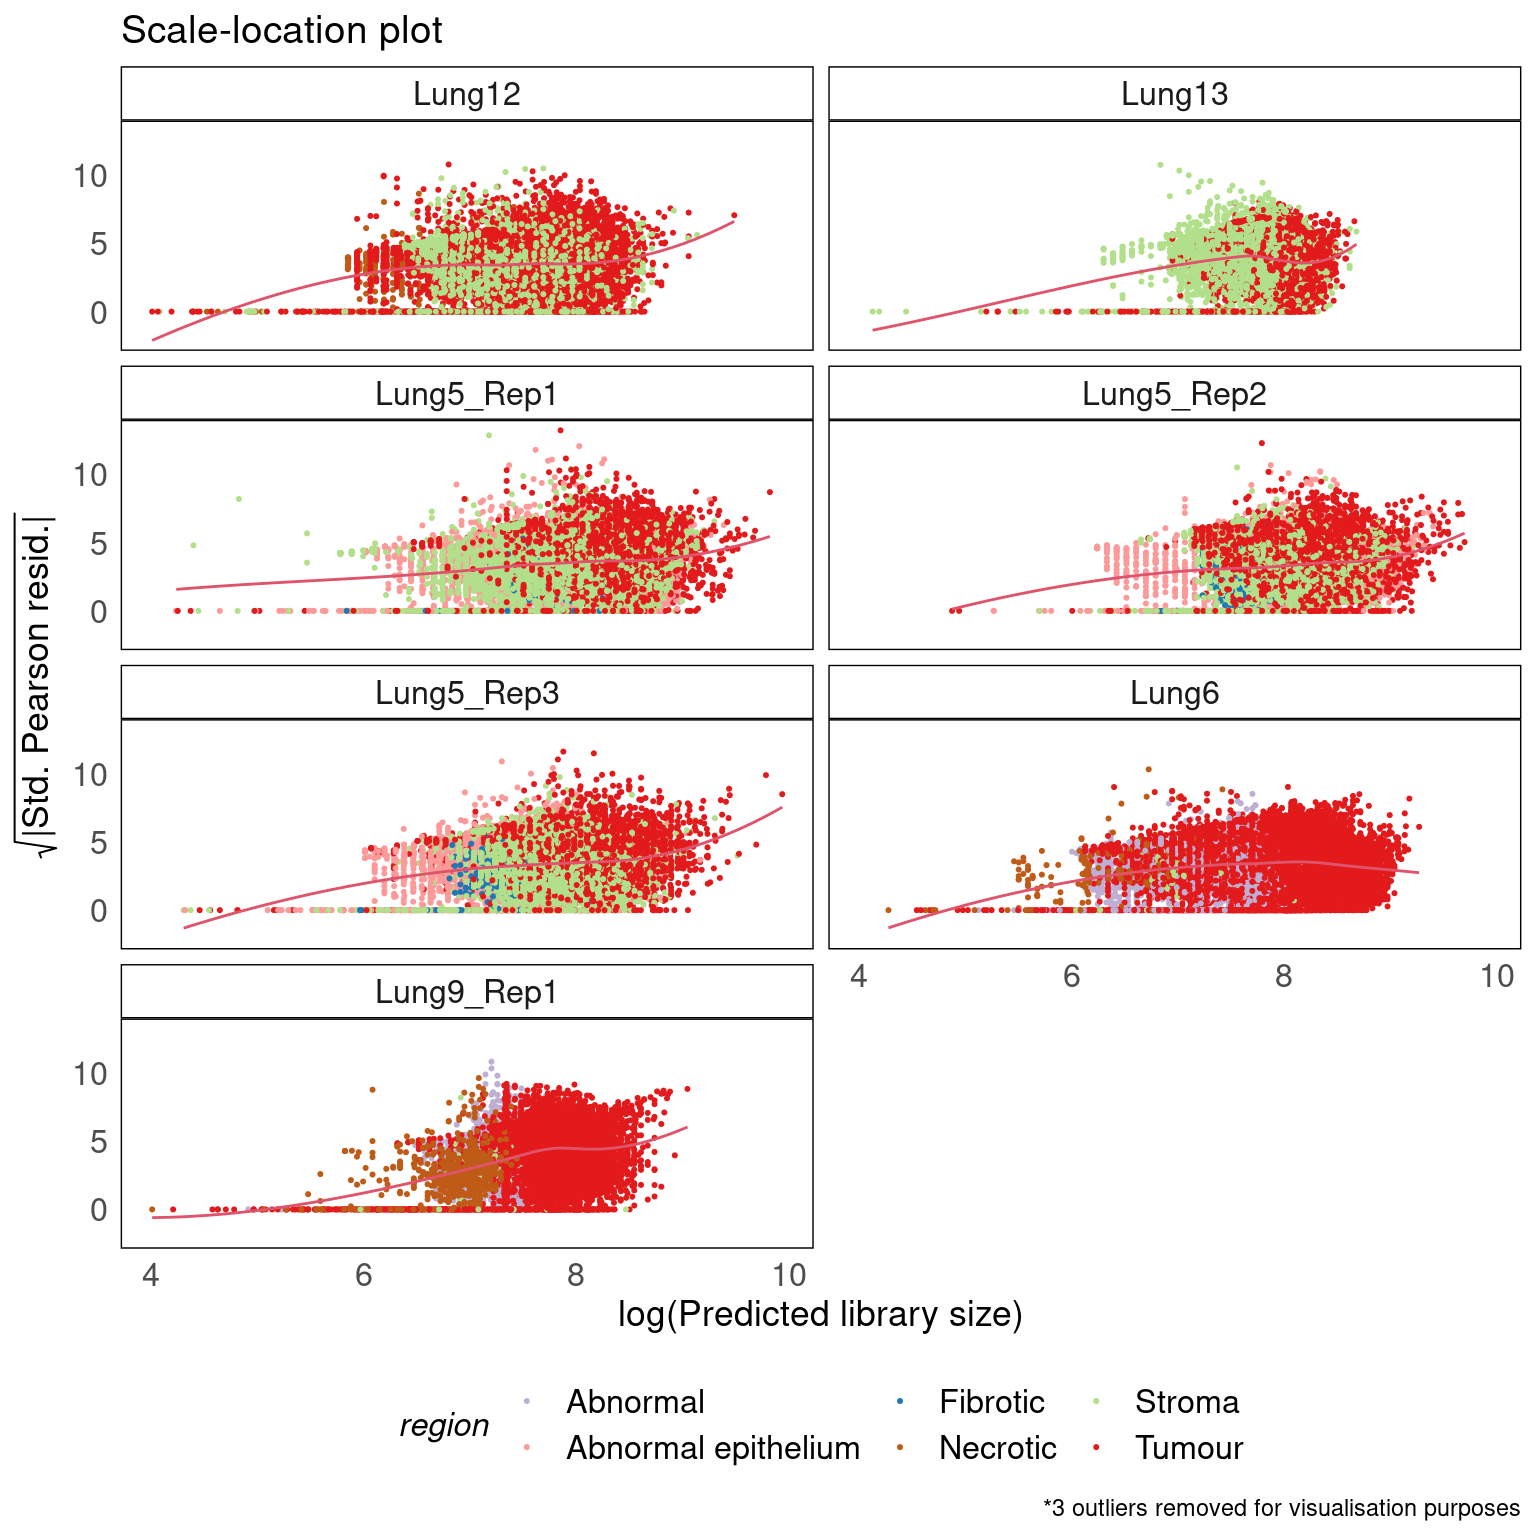 Scale-location plot
Lung12
Lung13
10
5
0
Lung5_Rep1
Lung5_Rep2
10
5
0
Lung5_Rep3
Lung6
10
5
0
4 6 8 10
Lung9_Rep1
10
5
0
4 6 8 10
√|Std. Pearson resid.|
log(Predicted library size)
region
Abnormal Fibrotic Stroma
Abnormal epithelium Necrotic Tumour
*3 outliers removed for visualisation purposes